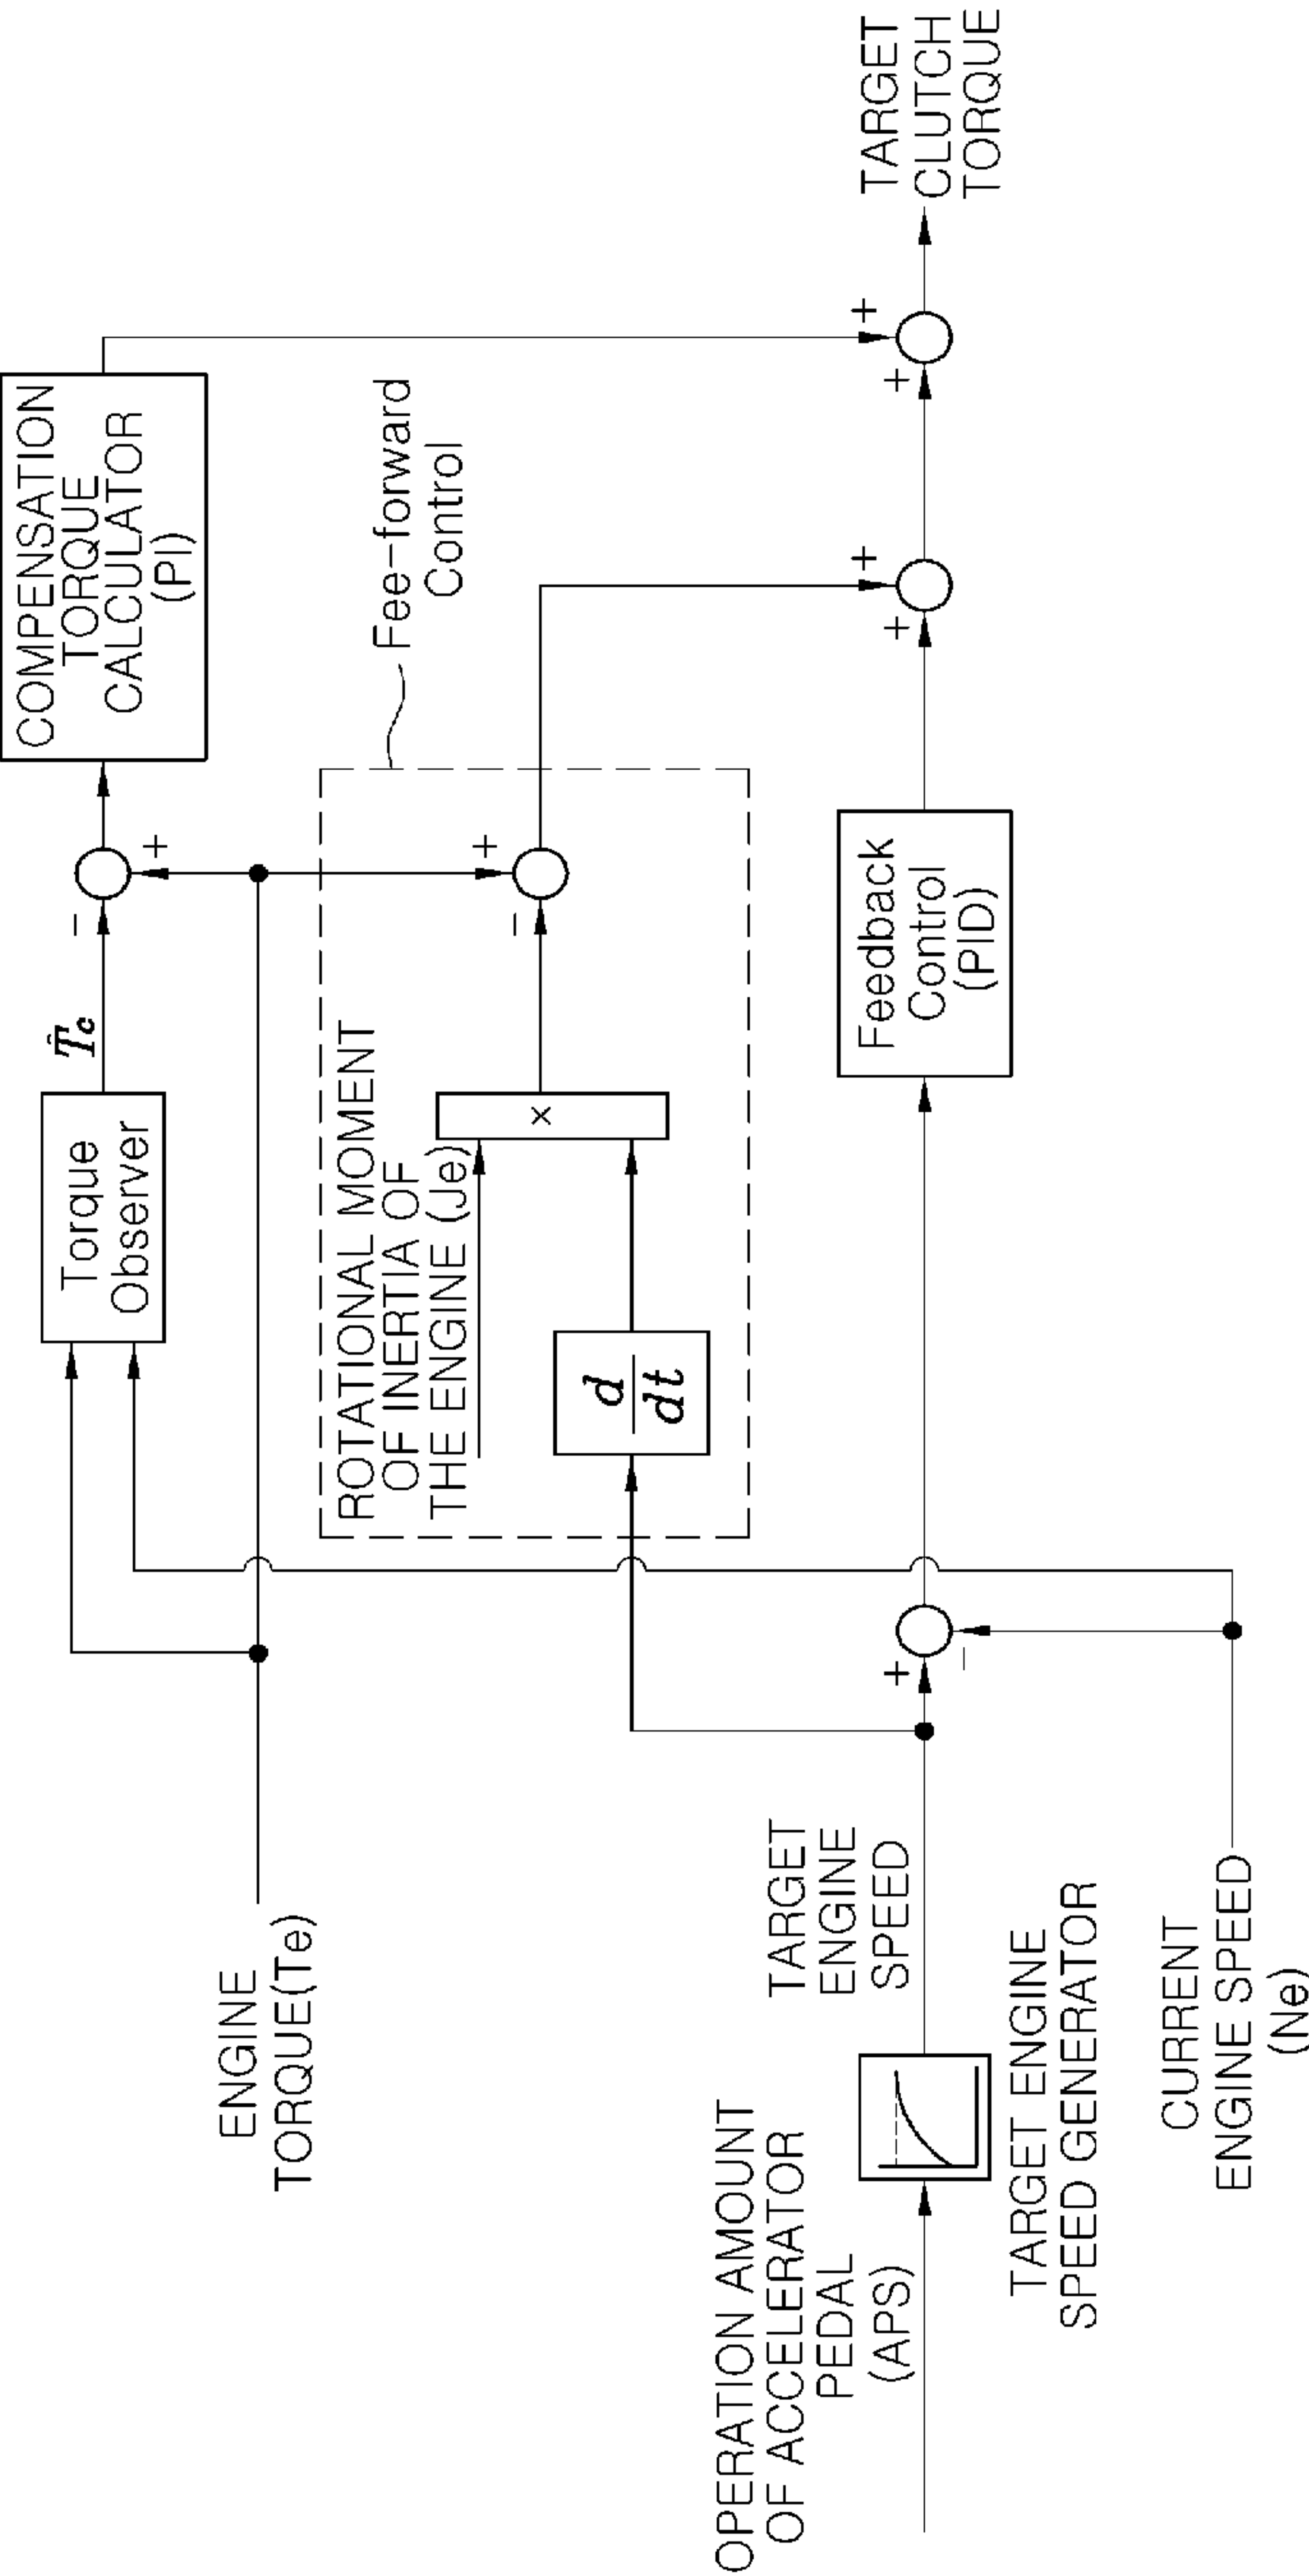 ENGINE
TORQUE(Te)
Torque
Observer
T̂c
−
+
COMPENSATION
TORQUE
CALCULATOR
(PI)
ROTATIONAL MOMENT
OF INERTIA OF
THE ENGINE (Je)
d
dt
×
−
+
Fee-forward
Control
OPERATION AMOUNT
OF ACCELERATOR
PEDAL
(APS)
TARGET ENGINE
SPEED GENERATOR
TARGET
ENGINE
SPEED
+
−
Feedback
Control
(PID)
+
+
+
+
TARGET
CLUTCH
TORQUE
CURRENT
ENGINE SPEED
(Ne)